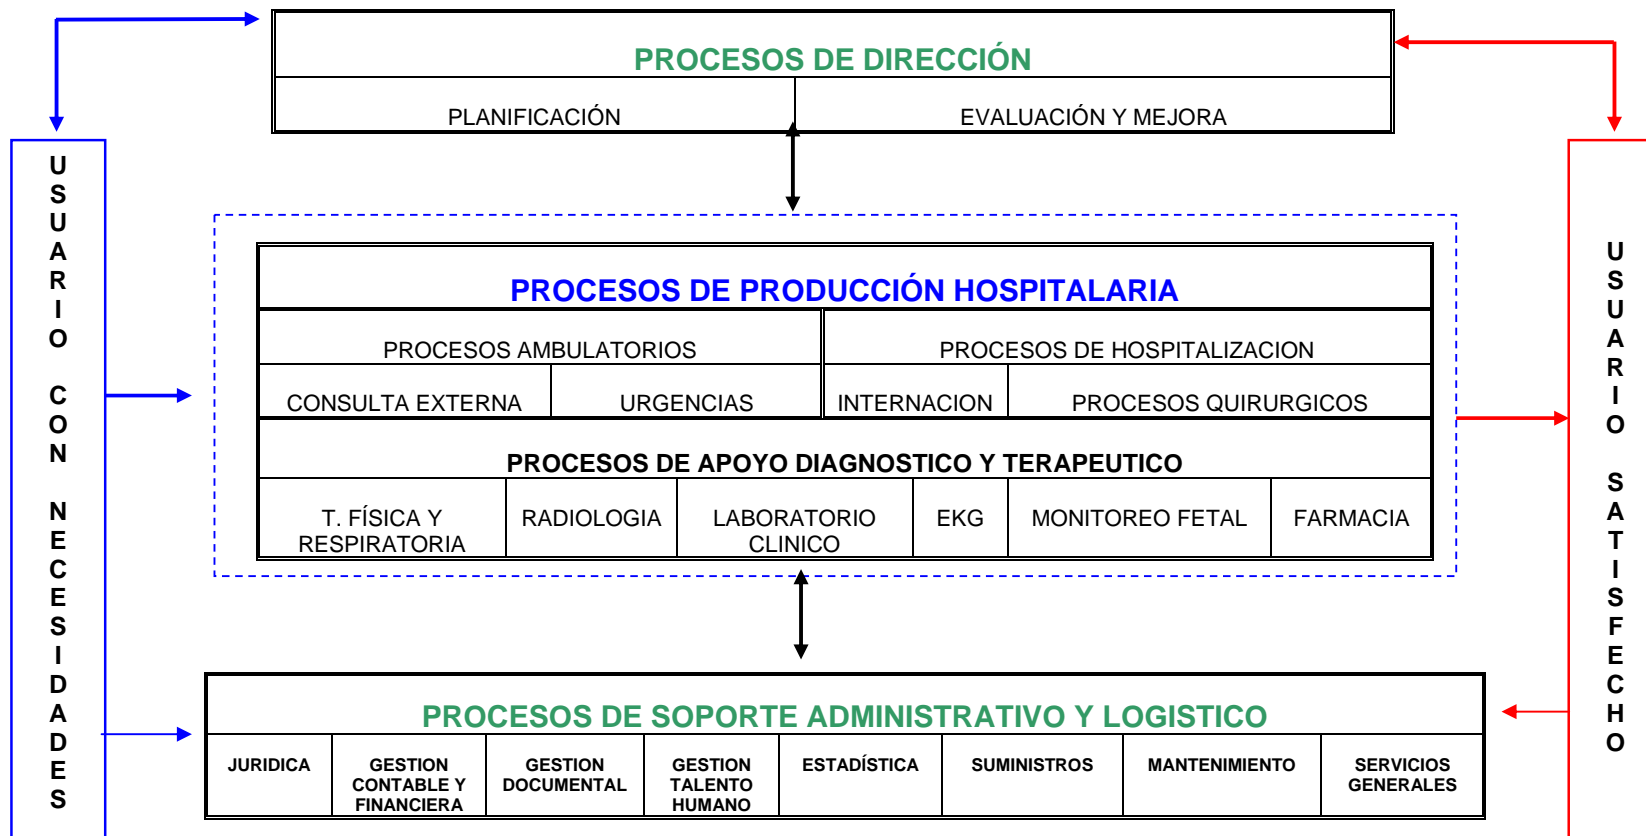 PROCESOS DE DIRECCIÓN
PLANIFICACIÓN
EVALUACIÓN Y MEJORA
USUARIO CON NECESIDADES
PROCESOS DE PRODUCCIÓN HOSPITALARIA
PROCESOS AMBULATORIOS
PROCESOS DE HOSPITALIZACION
CONSULTA EXTERNA
URGENCIAS
INTERNACION
PROCESOS QUIRURGICOS
PROCESOS DE APOYO DIAGNOSTICO Y TERAPEUTICO
T. FÍSICA Y
RESPIRATORIA
RADIOLOGIA
LABORATORIO
CLINICO
EKG
MONITOREO FETAL
FARMACIA
USUARIO SATISFECHO
PROCESOS DE SOPORTE ADMINISTRATIVO Y LOGISTICO
JURIDICA
GESTION
CONTABLE Y
FINANCIERA
GESTION
DOCUMENTAL
GESTION
TALENTO
HUMANO
ESTADÍSTICA
SUMINISTROS
MANTENIMIENTO
SERVICIOS
GENERALES